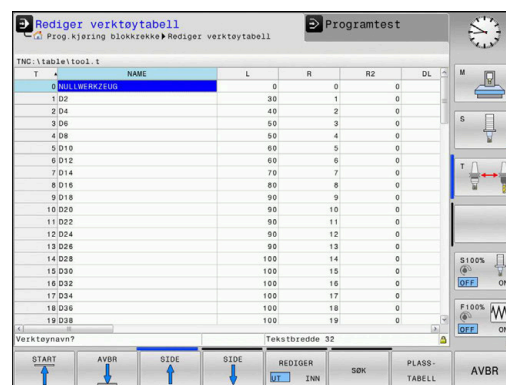 Rediger verktøytabell
Prog.kjøring blokkrekke▶Rediger verktøytabell
Programtest
TNC:\table\tool.t
T NAME L R R2 DL
0 NULLWERKZEUG 0 0 0
1 D2 30 1 0
2 D4 40 2 0
3 D6 50 3 0
4 D8 50 4 0
5 D10 60 5 0
6 D12 60 6 0
7 D14 70 7 0
8 D16 80 8 0
9 D18 90 9 0
10 D20 90 10 0
11 D22 90 11 0
12 D24 90 12 0
13 D26 90 13 0
14 D28 100 14 0
15 D30 100 15 0
16 D32 100 16 0
17 D34 100 17 0
18 D36 100 18 0
19 D38 100 19 0
Verktøynavn? Tekstbredde 32
M
S
T
S100%
OFF ON
F100%
OFF ON
START
AVBR
SIDE
SIDE
REDIGER
UT INN
SØK
PLASS-
TABELL
AVBR